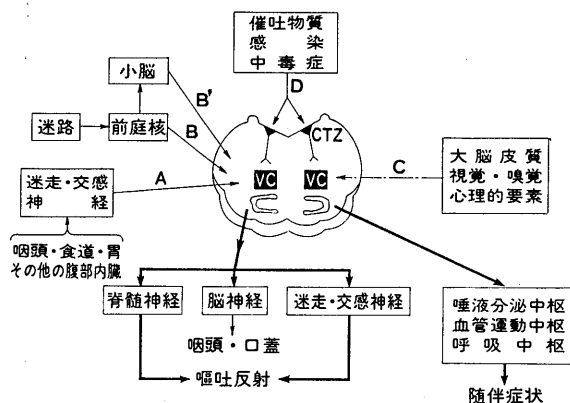 催吐物質
感染
中毒症
小脳
B'
D
迷路
前庭核
B
CTZ
迷走・交感
神経
A
VC
VC
C
大脳皮質
視覚・嗅覚
心理的要素
咽頭・食道・胃
その他の腹部内臓
脊髄神経
脳神経
迷走・交感神経
唾液分泌中枢
血管運動中枢
呼吸中枢
咽頭・口蓋
嘔吐反射
随伴症状